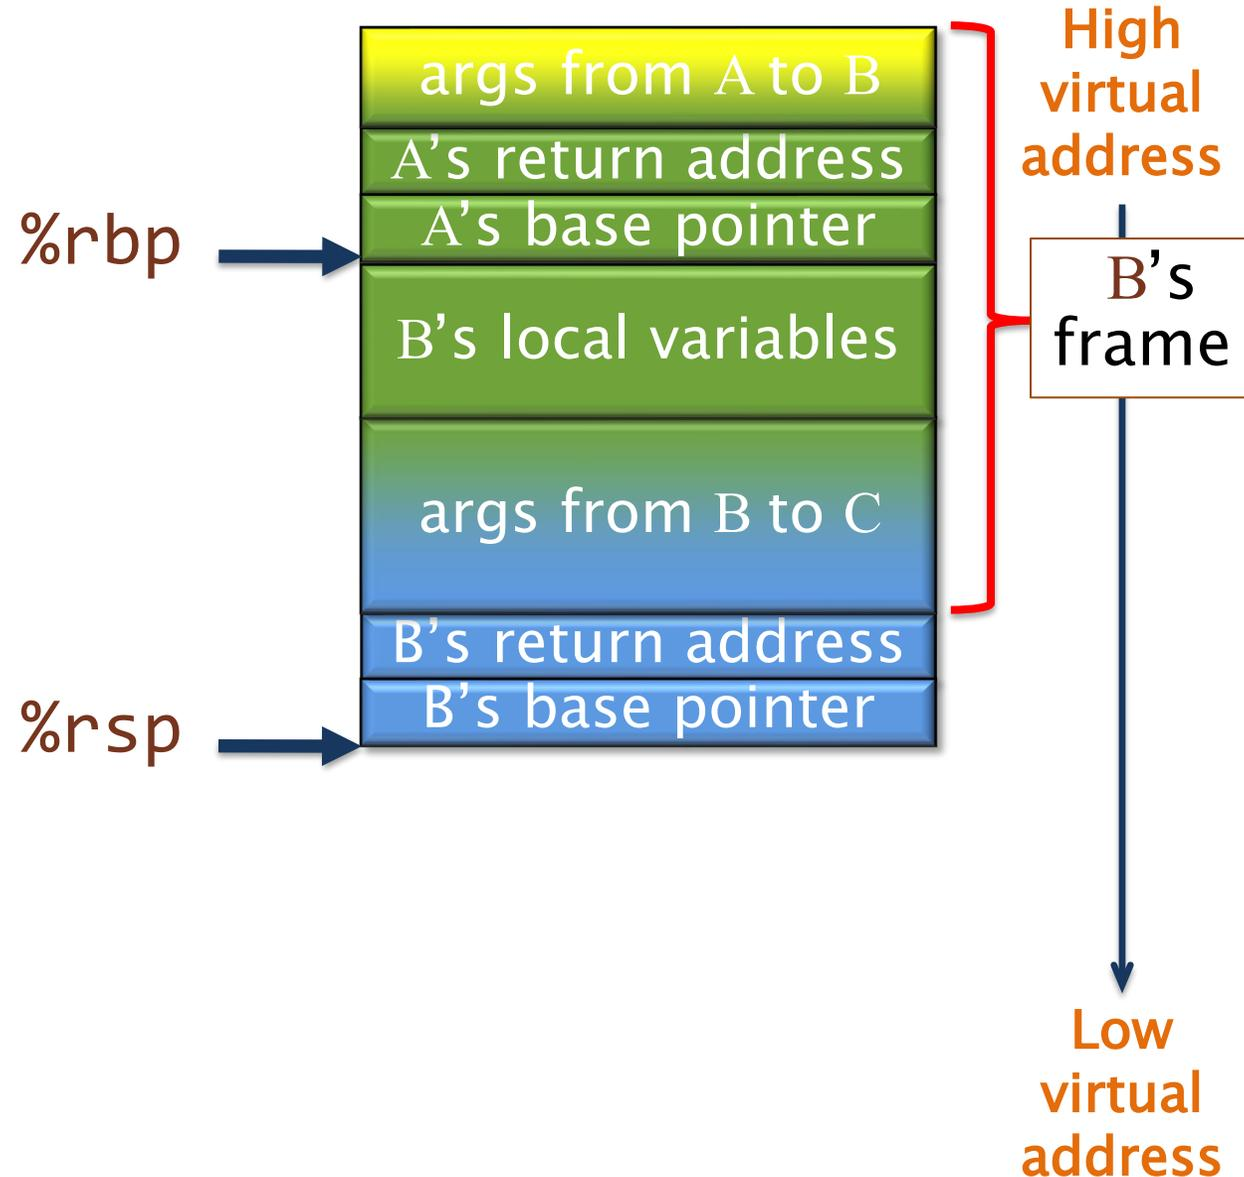 args from A to B
A’s return address
A’s base pointer
%rbp
B’s local variables
args from B to C
B’s return address
B’s base pointer
%rsp
High
virtual
address
B’s
frame
Low
virtual
address